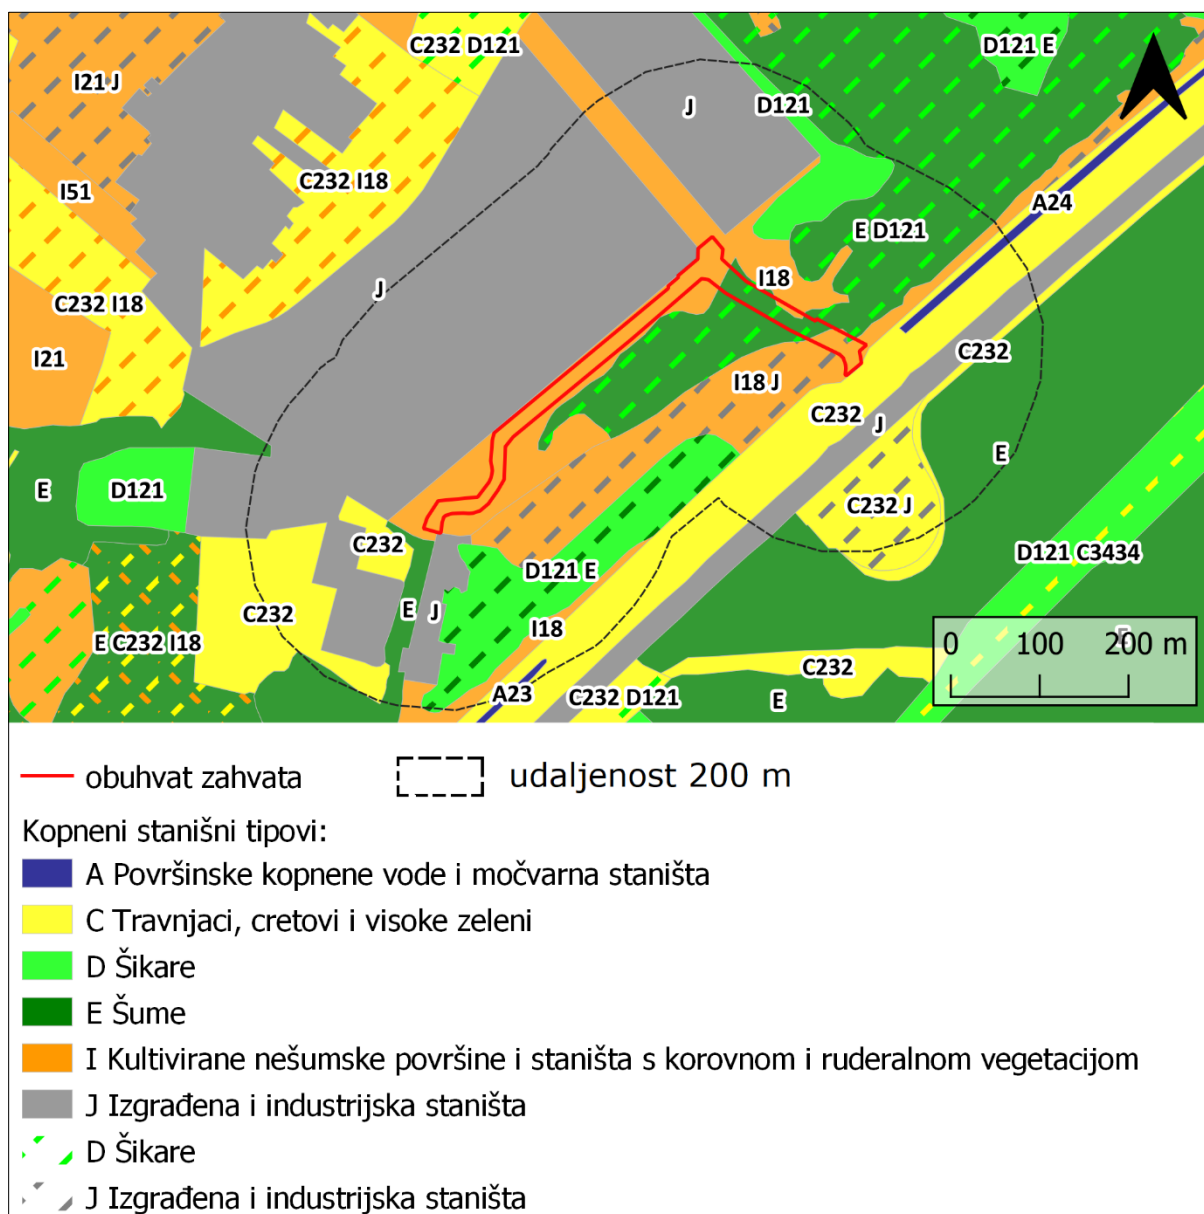 C232 D121
D121 E
I21 J
J
D121
C232 I18
I51
A24
E D121
I18
J
C232 I18
I21
C232
I18 J
C232
J
E
E
D121
C232 J
C232
D121 C3434
D121 E
C232
E
J
I18
E C232 I18
E
0 100 200 m
C232
A23
C232 D121
E
obuhvat zahvata
udaljenost 200 m
Kopneni stanišni tipovi:
A Površinske kopnene vode i močvarna staništa
C Travnjaci, cretovi i visoke zeleni
D Šikare
E Šume
I Kultivirane nešumske površine i staništa s korovnom i ruderalnom vegetacijom
J Izgrađena i industrijska staništa
D Šikare
J Izgrađena i industrijska staništa